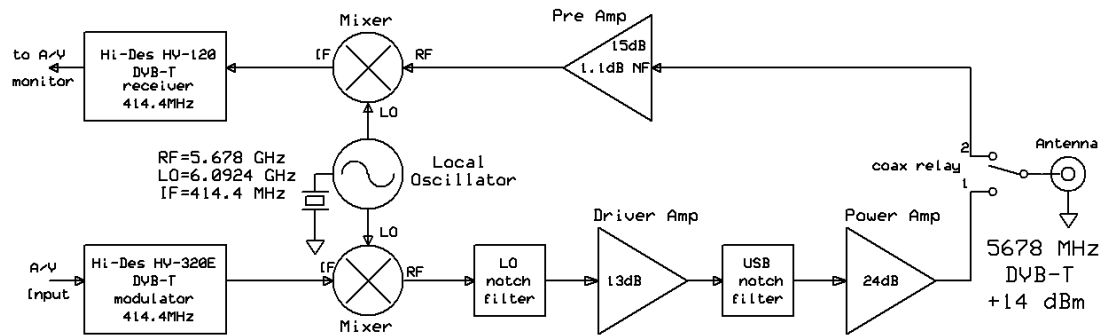 Pre Amp
15dB
1.1dB NF
Mixer
IF
RF
LO
to A/V
monitor
Hi-Des HV-120
DVB-T
receiver
414.4MHz
RF=5.678 GHz
LO=6.0924 GHz
IF=414.4 MHz
Local
Oscillator
2
coax relay
1
Antenna
5678 MHz
DVB-T
+14 dBm
A/V
Input
Hi-Des HV-320E
DVB-T
modulator
414.4MHz
LO
IF
RF
Mixer
LO
notch
filter
Driver Amp
13dB
USB
notch
filter
Power Amp
24dB